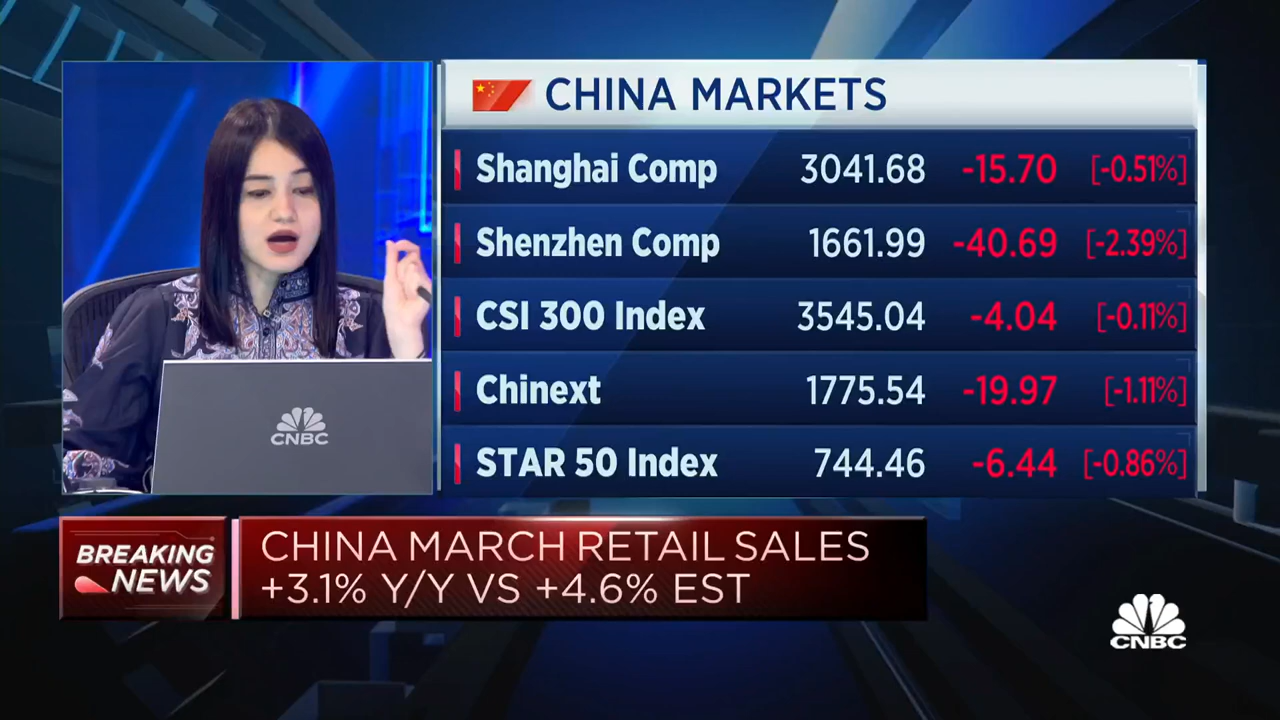 CHINA MARKETS
Shanghai Comp 3041.68 -15.70 [-0.51%]
Shenzhen Comp 1661.99 -40.69 [-2.39%]
CSI 300 Index 3545.04 -4.04 [-0.11%]
Chinext 1775.54 -19.97 [-1.11%]
STAR 50 Index 744.46 -6.44 [-0.86%]
CNBC
BREAKING NEWS
CHINA MARCH RETAIL SALES
+3.1% Y/Y VS +4.6% EST
CNBC